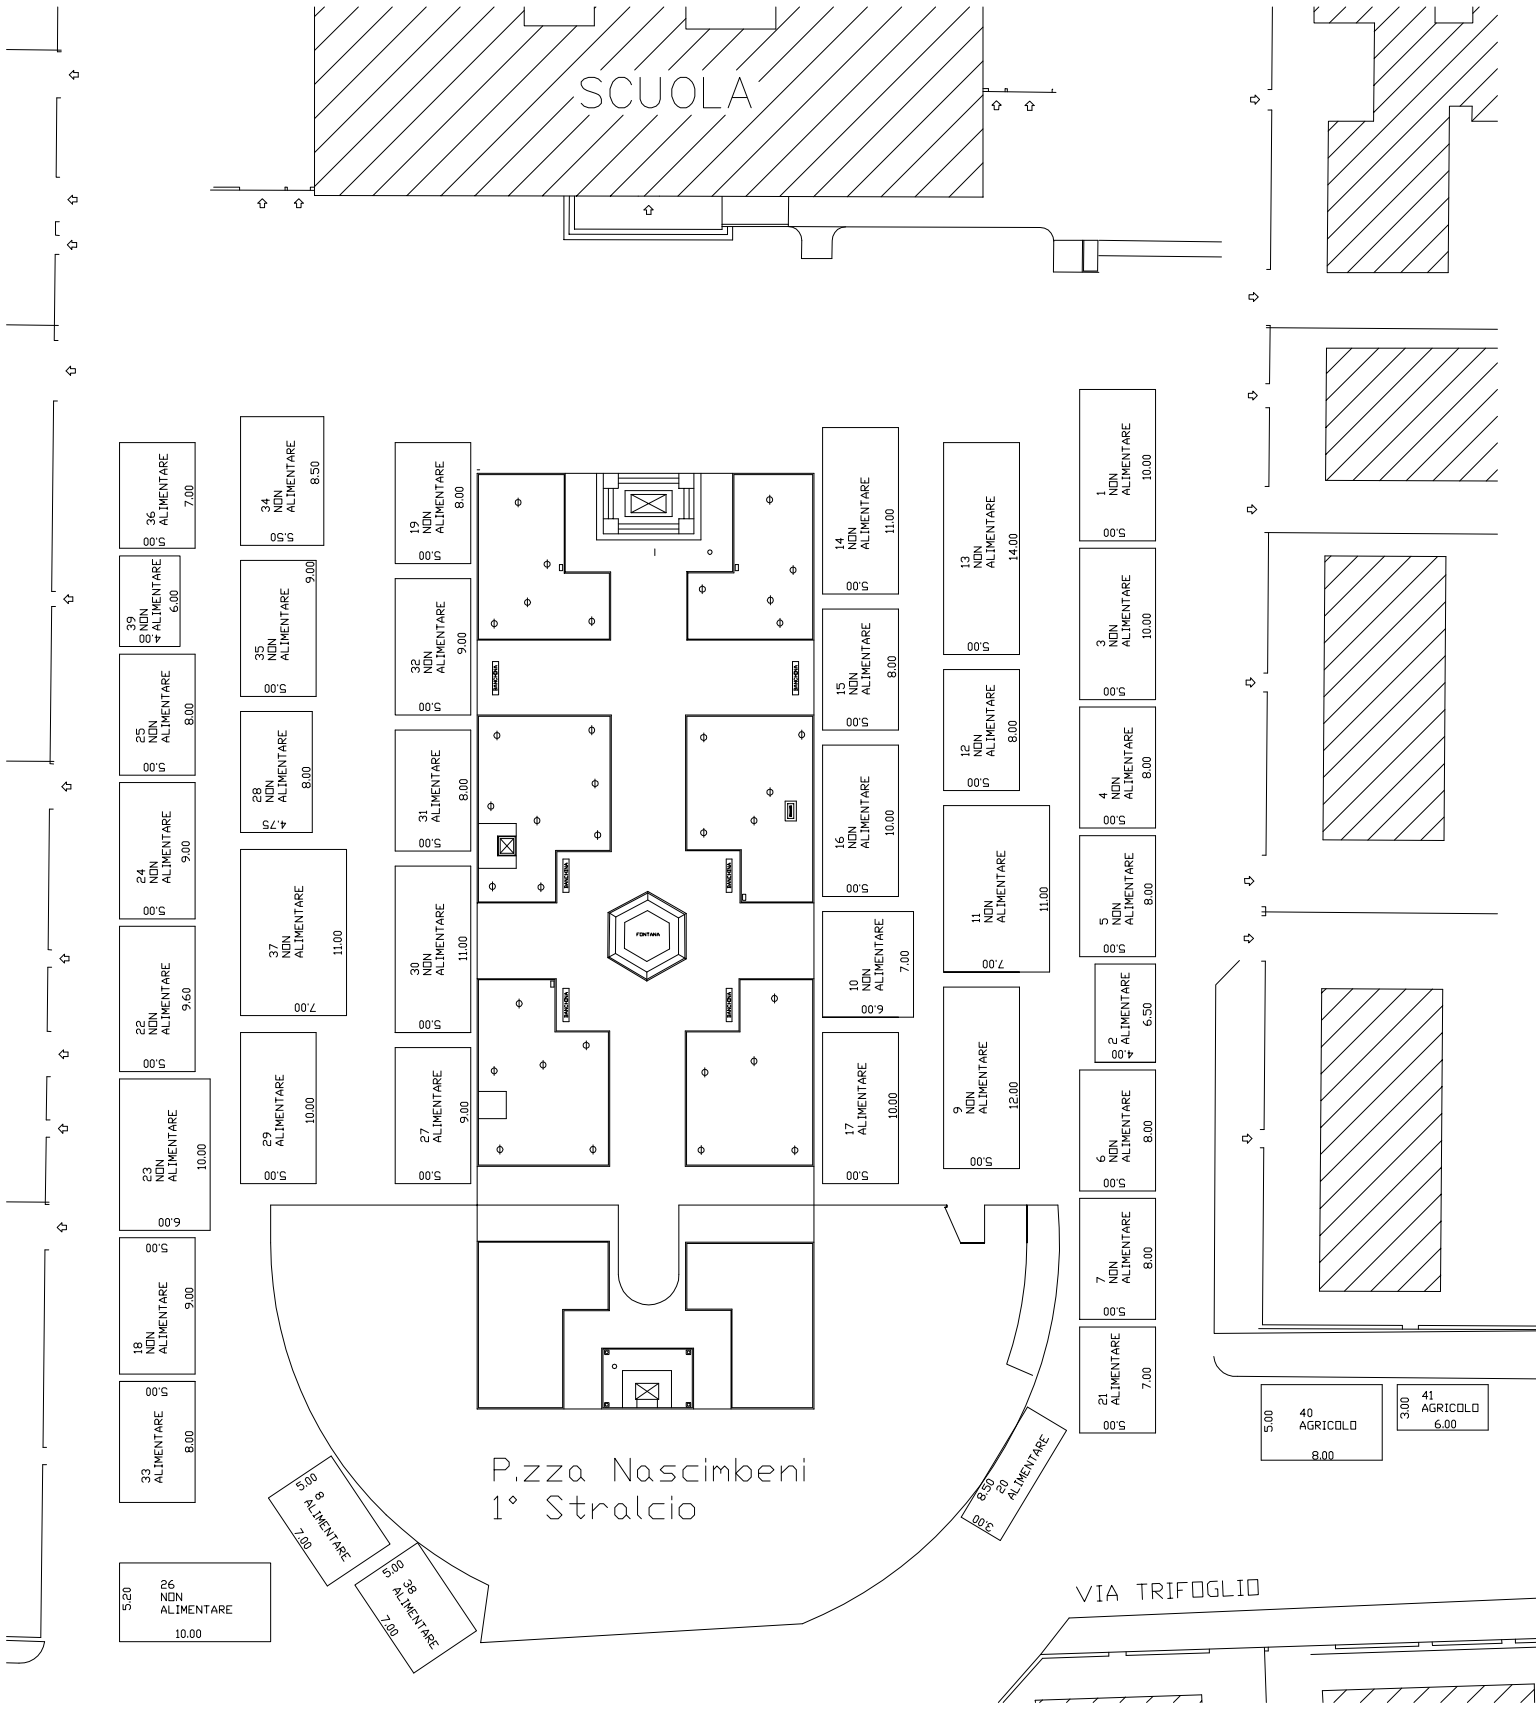 SCUOLA
36
ALIMENTARE
7.00
5.00
34
NON
ALIMENTARE
8.50
5.50
19
NON
ALIMENTARE
8.00
5.00
14
NON
ALIMENTARE
11.00
5.00
13
NON
ALIMENTARE
14.00
5.00
1
NON
ALIMENTARE
10.00
5.00
39
NON
ALIMENTARE
6.00
4.00
35
NON
ALIMENTARE
9.00
5.00
32
NON
ALIMENTARE
9.00
5.00
15
NON
ALIMENTARE
8.00
5.00
3
NON
ALIMENTARE
10.00
5.00
25
NON
ALIMENTARE
8.00
5.00
28
NON
ALIMENTARE
8.00
4.75
31
ALIMENTARE
8.00
5.00
PANCHINA
PANCHINA
16
NON
ALIMENTARE
10.00
5.00
12
NON
ALIMENTARE
8.00
5.00
4
NON
ALIMENTARE
8.00
5.00
24
NON
ALIMENTARE
9.00
5.00
37
NON
ALIMENTARE
11.00
7.00
30
NON
ALIMENTARE
11.00
5.00
PANCHINA
PANCHINA
FONTANA
PANCHINA
PANCHINA
10
NON
ALIMENTARE
7.00
6.00
11
NON
ALIMENTARE
11.00
7.00
5
NON
ALIMENTARE
8.00
5.00
22
NON
ALIMENTARE
9.60
5.00
2
ALIMENTARE
6.50
4.00
23
NON
ALIMENTARE
10.00
6.00
29
ALIMENTARE
10.00
5.00
27
ALIMENTARE
9.00
5.00
17
ALIMENTARE
10.00
5.00
9
NON
ALIMENTARE
12.00
5.00
6
NON
ALIMENTARE
8.00
5.00
18
NON
ALIMENTARE
9.00
5.00
7
NON
ALIMENTARE
8.00
5.00
33
ALIMENTARE
8.00
5.00
21
ALIMENTARE
7.00
5.00
40
AGRICOLO
5.00
8.00
41
AGRICOLO
3.00
6.00
P.zza Nascimbeni
1° Stralcio
8
ALIMENTARE
5.00
7.00
38
ALIMENTARE
5.00
7.00
20
ALIMENTARE
8.50
3.00
26
NON
ALIMENTARE
5.20
10.00
VIA TRIFOGLIO